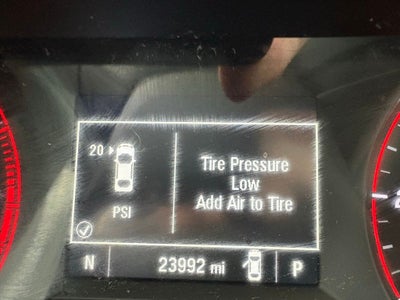 20
PSI
Tire Pressure
Low
Add Air to Tire
N 23992 mi P